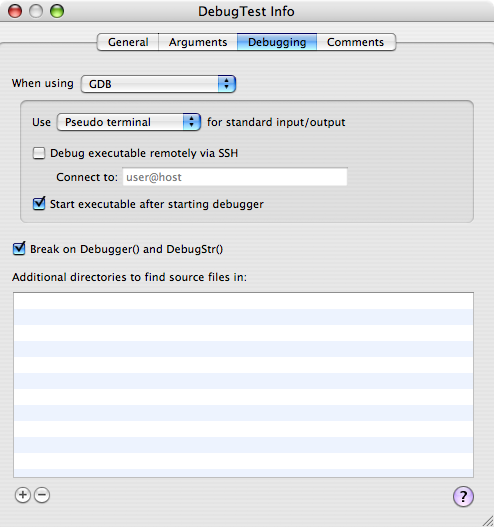 DebugTest Info
General Arguments Debugging Comments
When using GDB
Use Pseudo terminal for standard input/output
Debug executable remotely via SSH
Connect to: user@host
Start executable after starting debugger
Break on Debugger() and DebugStr()
Additional directories to find source files in:
+ − ?